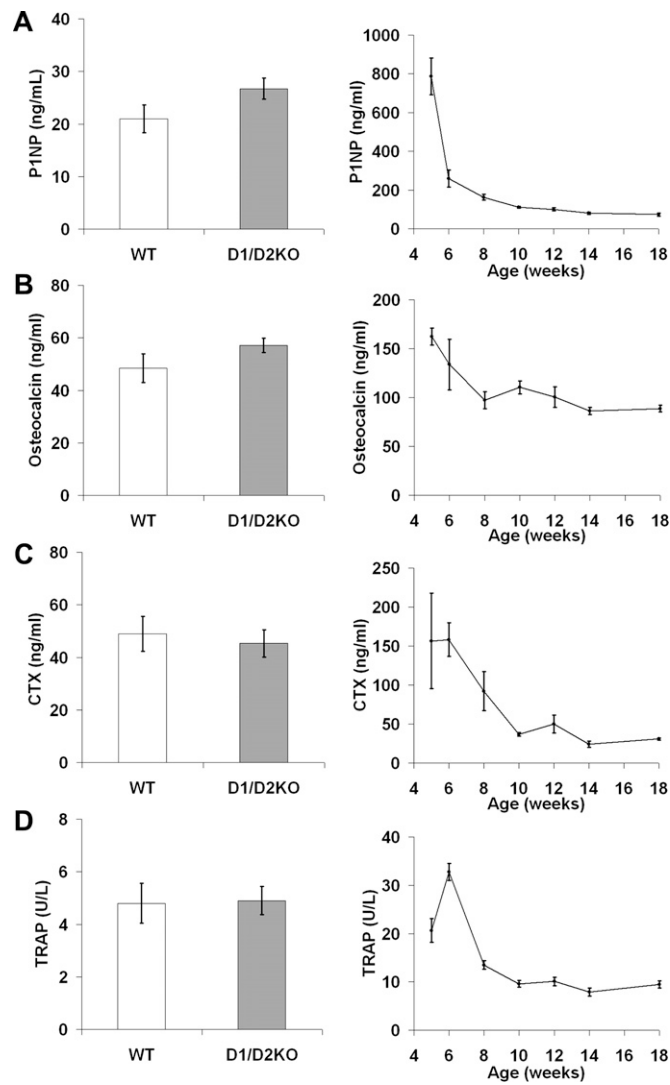 A
40
30
20
10
0
P1NP (ng/mL)
WT D1/D2KO
1000
800
600
400
200
0
P1NP (ng/ml)
4 6 8 10 12 14 16 18
Age (weeks)
B
80
60
40
20
0
Osteocalcin (ng/ml)
WT D1/D2KO
200
150
100
50
0
Osteocalcin (ng/ml)
4 6 8 10 12 14 16 18
Age (weeks)
C
80
60
40
20
0
CTX (ng/ml)
WT D1/D2KO
250
200
150
100
50
0
CTX (ng/ml)
4 6 8 10 12 14 16 18
Age (weeks)
D
8
6
4
2
0
TRAP (U/L)
WT D1/D2KO
40
30
20
10
0
TRAP (U/L)
4 6 8 10 12 14 16 18
Age (weeks)